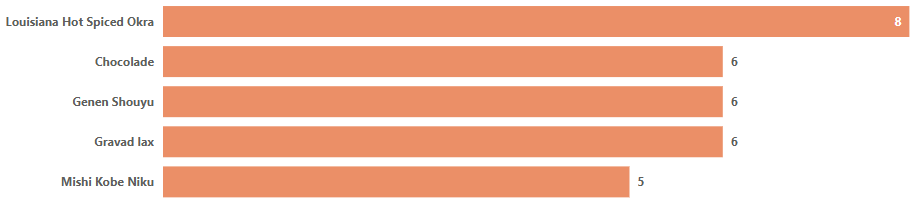 Louisiana Hot Spiced Okra 8
Chocolade 6
Genen Shouyu 6
Gravad lax 6
Mishi Kobe Niku 5